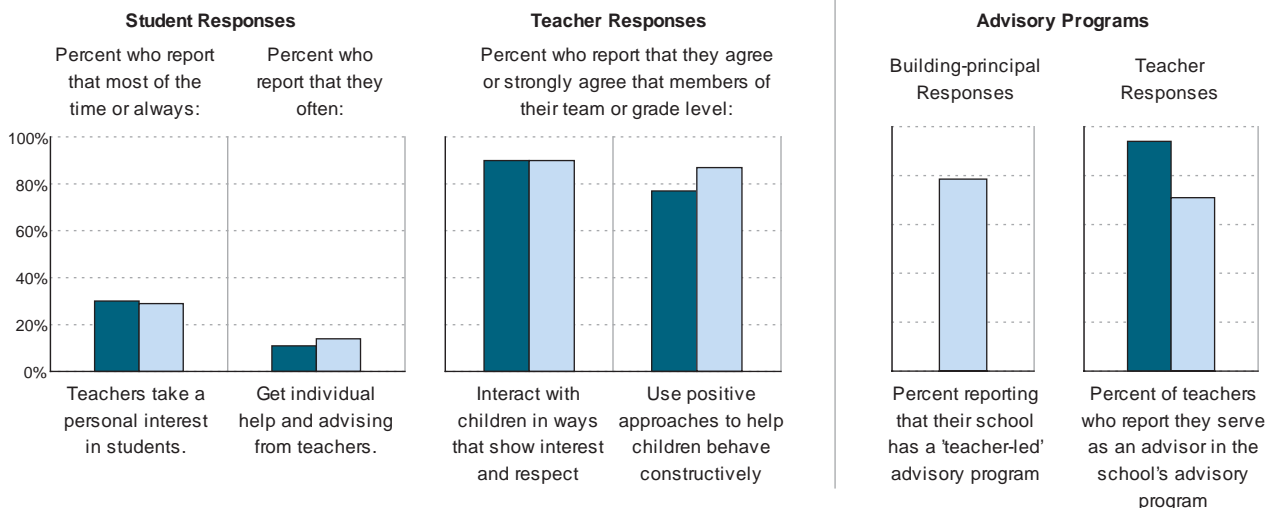 Student Responses
Percent who report
that most of the
time or always:
Percent who
report that they
often:
100%
80%
60%
40%
20%
0%
Teachers take a
personal interest
in students.
Get individual
help and advising
from teachers.
Teacher Responses
Percent who report that they agree
or strongly agree that members of
their team or grade level:
Interact with
children in ways
that show interest
and respect
Use positive
approaches to help
children behave
constructively
Advisory Programs
Building-principal
Responses
Percent reporting
that their school
has a 'teacher-led’
advisory program
Teacher
Responses
Percent of teachers
who report they serve
as an advisor in the
school’s advisory
program